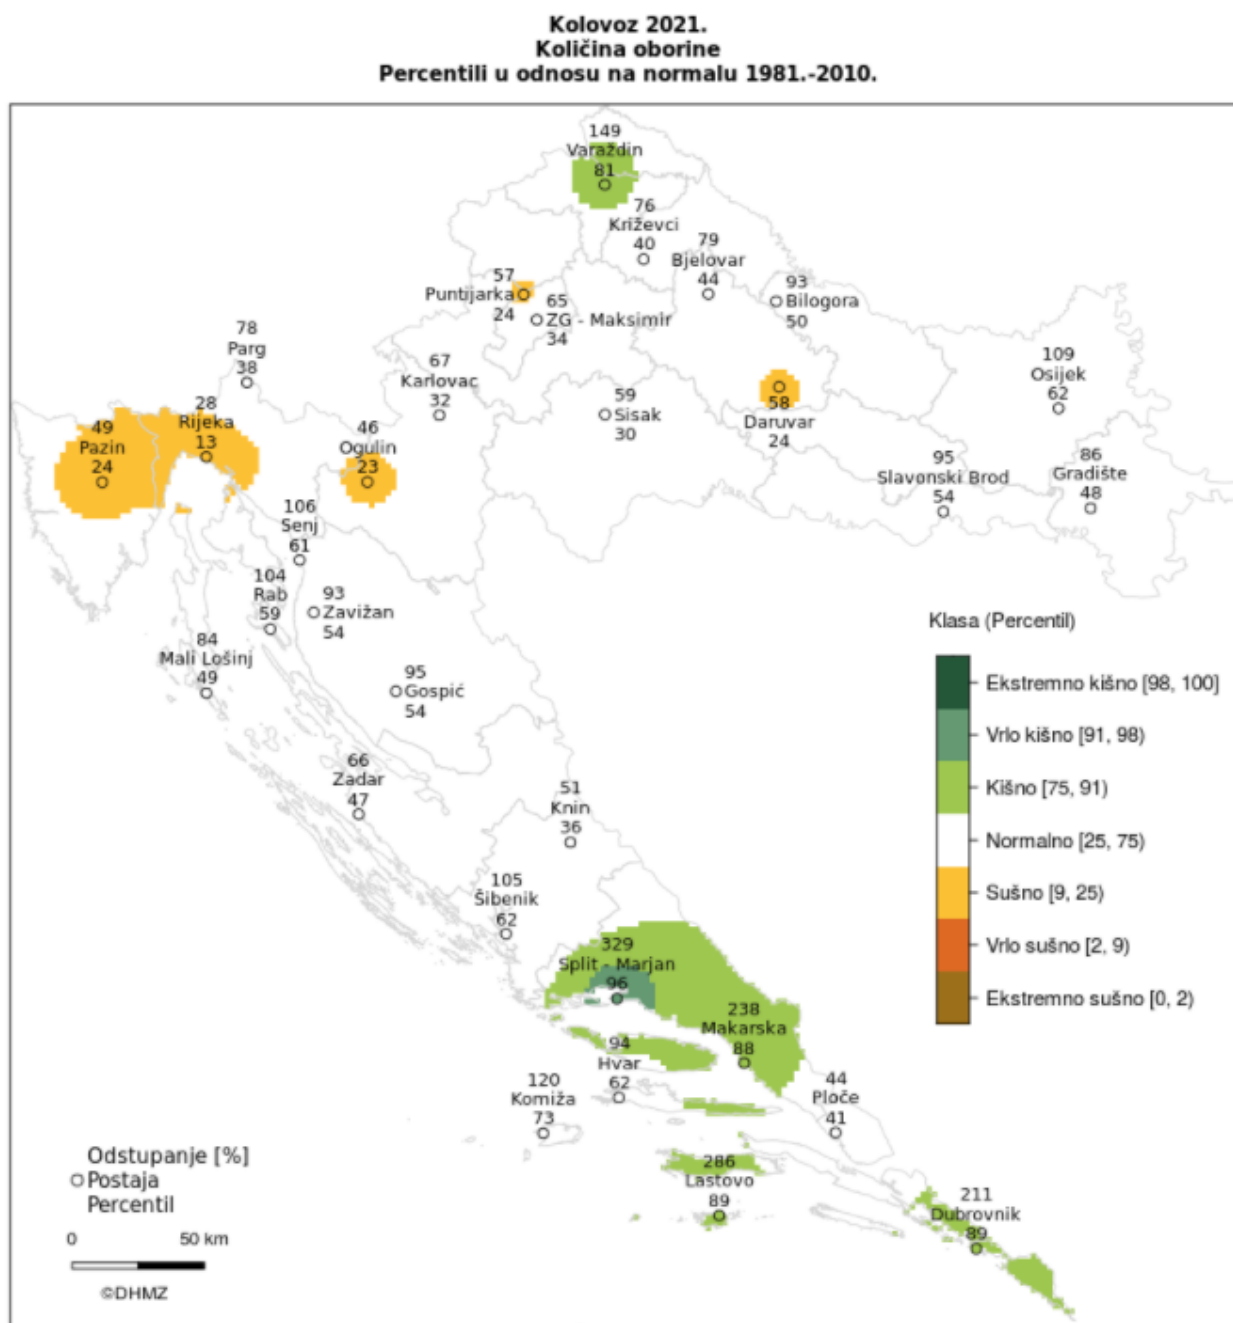 Kolovoz 2021.
Količina oborine
Percentili u odnosu na normalu 1981.-2010.
149
Varaždin
81
76
Križevci
40
79
Bjelovar
44
93
Bilogora
50
57
Puntijarka
24
65
ZG - Maksimir
34
78
Parg
38
67
Karlovac
32
59
Sisak
30
58
Daruvar
24
109
Osijek
62
28
Rijeka
13
49
Pazin
24
46
Ogulin
23
95
Slavonski Brod
54
86
Gradište
48
106
Senj
61
104
Rab
59
93
Zavižan
54
84
Mali Lošinj
49
95
Gospić
54
66
Zadar
47
51
Knin
36
105
Šibenik
62
329
Split - Marjan
96
238
Makarska
88
94
Hvar
62
120
Komiža
73
44
Ploče
41
286
Lastovo
89
211
Dubrovnik
89
Klasa (Percentil)
Ekstremno kišno [98, 100]
Vrlo kišno [91, 98)
Kišno [75, 91)
Normalno [25, 75)
Sušno [9, 25)
Vrlo sušno [2, 9)
Ekstremno sušno [0, 2)
Odstupanje [%]
Postaja
Percentil
0 50 km
©DHMZ